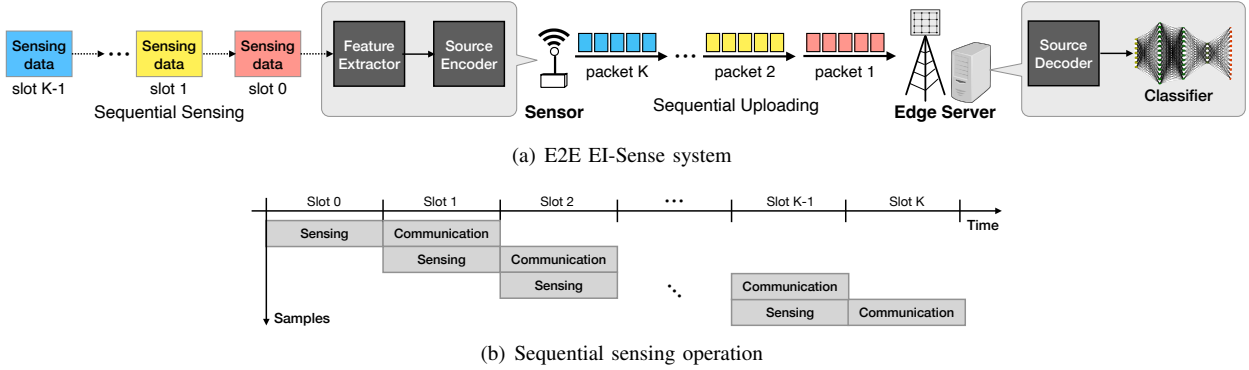 Sensing data
slot K-1
Sensing data
slot 1
Sensing data
slot 0
Sequential Sensing
Feature Extractor
Source Encoder
Sensor
packet K
packet 2
packet 1
Sequential Uploading
Edge Server
Source Decoder
Classifier
(a) E2E EI-Sense system
Slot 0
Slot 1
Slot 2
Slot K-1
Slot K
Time
Sensing
Communication
Sensing
Communication
Sensing
Communication
Sensing
Communication
Samples
(b) Sequential sensing operation